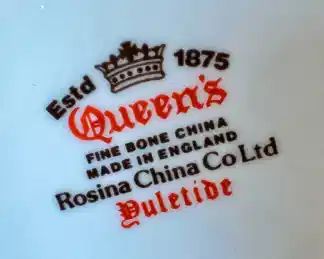 Estd 1875
Queen's
FINE BONE CHINA
MADE IN ENGLAND
Rosina China Co Ltd
Yuletide